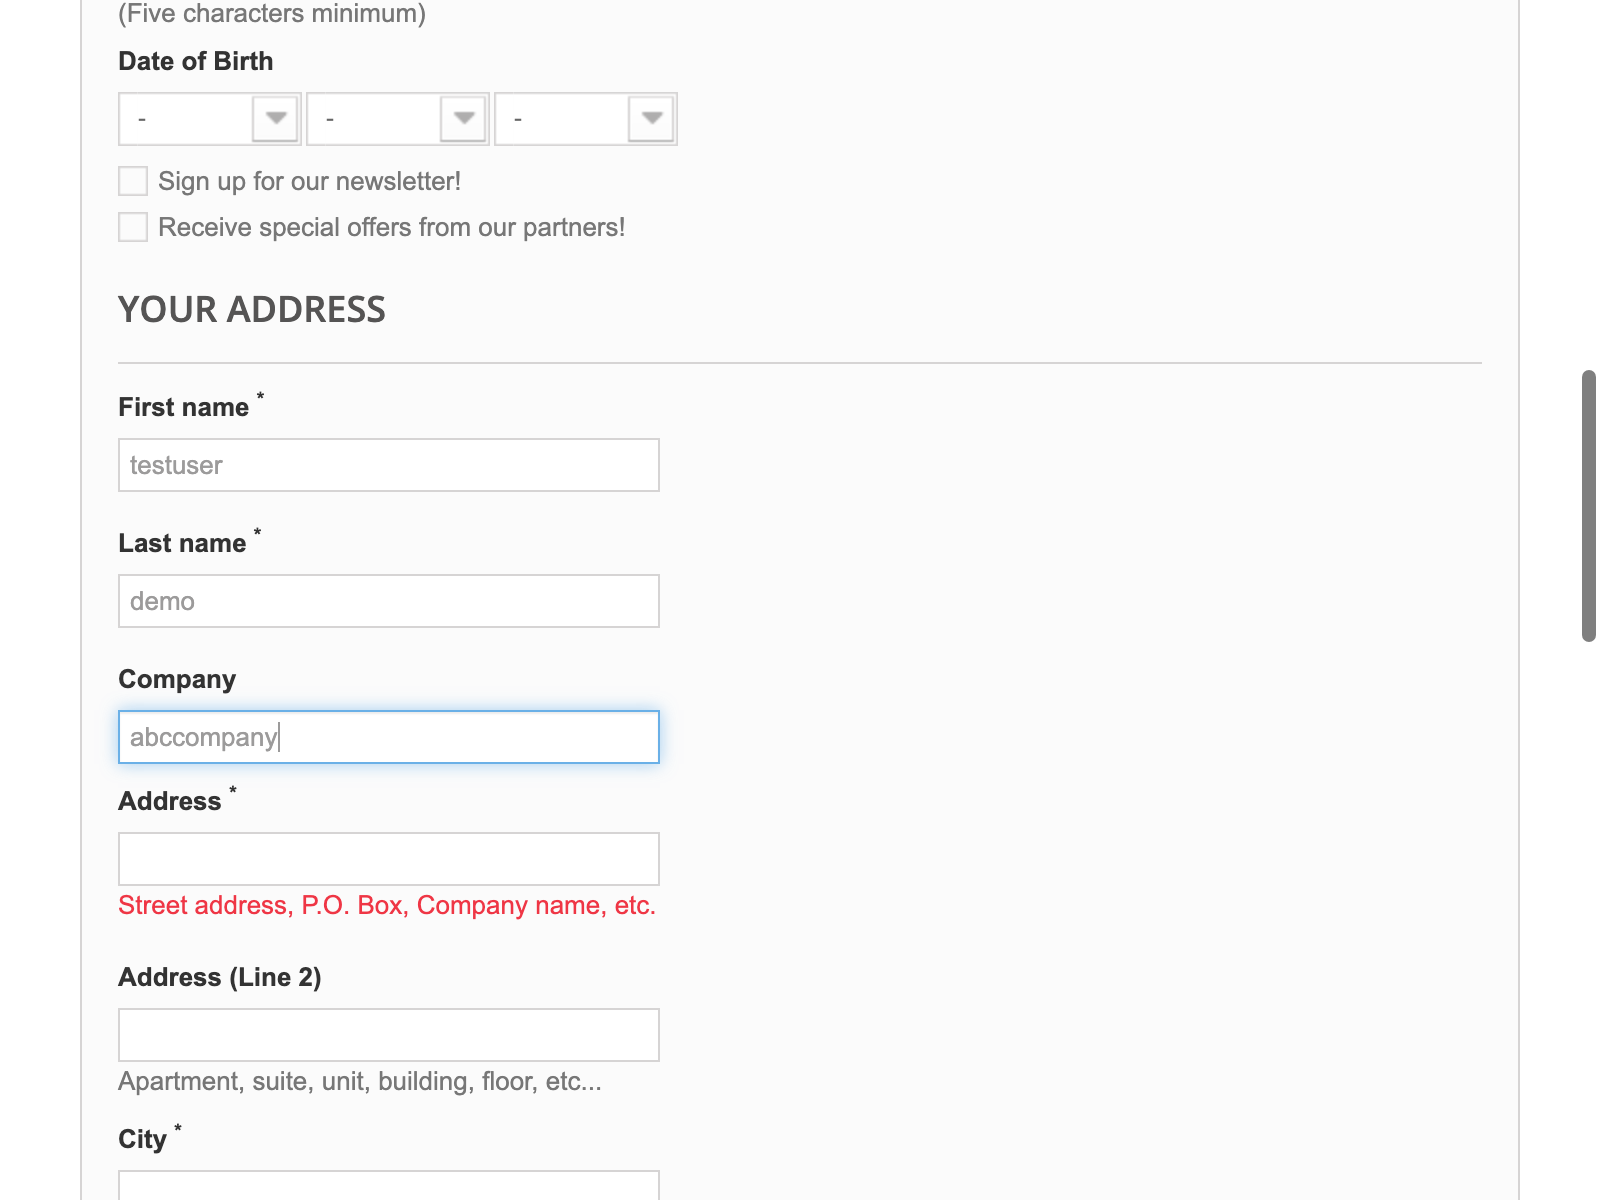 (Five characters minimum)
Date of Birth
- - -
Sign up for our newsletter!
Receive special offers from our partners!
YOUR ADDRESS
First name *
testuser
Last name *
demo
Company
abccompany
Address *
Street address, P.O. Box, Company name, etc.
Address (Line 2)
Apartment, suite, unit, building, floor, etc...
City *